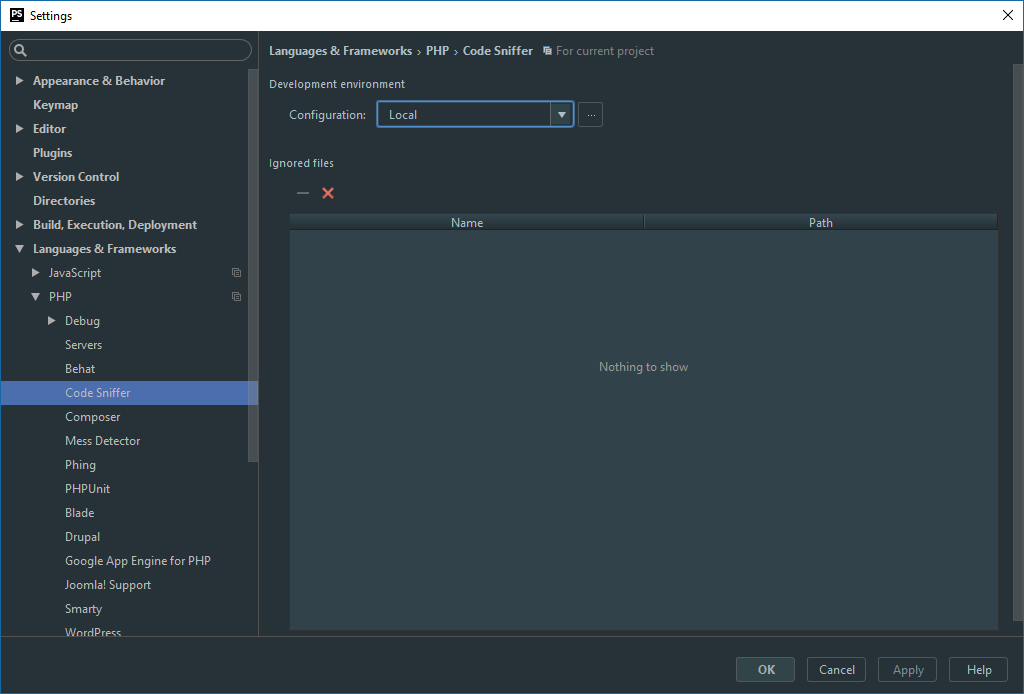 PS Settings
Languages & Frameworks › PHP › Code Sniffer For current project
Appearance & Behavior
Keymap
Editor
Plugins
Version Control
Directories
Build, Execution, Deployment
Languages & Frameworks
JavaScript
PHP
Debug
Servers
Behat
Code Sniffer
Composer
Mess Detector
Phing
PHPUnit
Blade
Drupal
Google App Engine for PHP
Joomla! Support
Smarty
WordPress
Development environment
Configuration: Local ...
Ignored files
Name Path
Nothing to show
OK Cancel Apply Help